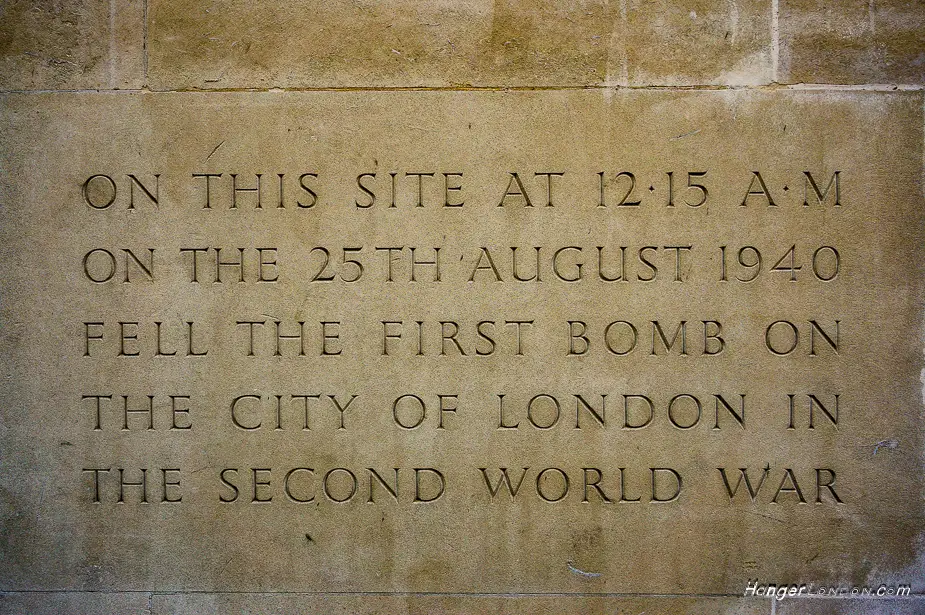 ON THIS SITE AT 12·15 A·M
ON THE 25TH AUGUST 1940
FELL THE FIRST BOMB ON
THE CITY OF LONDON IN
THE SECOND WORLD WAR
HongerLondon.com